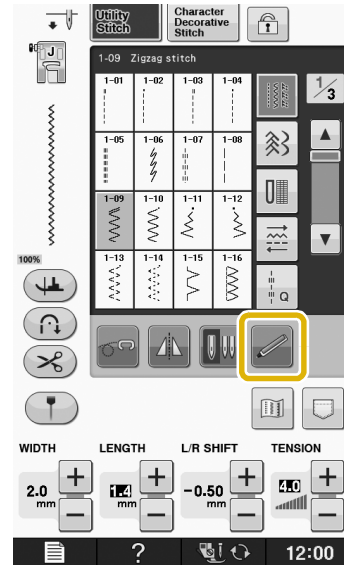 Utility
Stitch
Character
Decorative
Stitch
J
1-09 Zigzag stitch
1/3
1-01 1-02 1-03 1-04
1-05 1-06 1-07 1-08
1-09 1-10 1-11 1-12
1-13 1-14 1-15 1-16
Q
100%
WIDTH LENGTH L/R SHIFT TENSION
2.0 mm + −
1.4 mm + −
-0.50 mm + −
4.0 + −
? 12:00